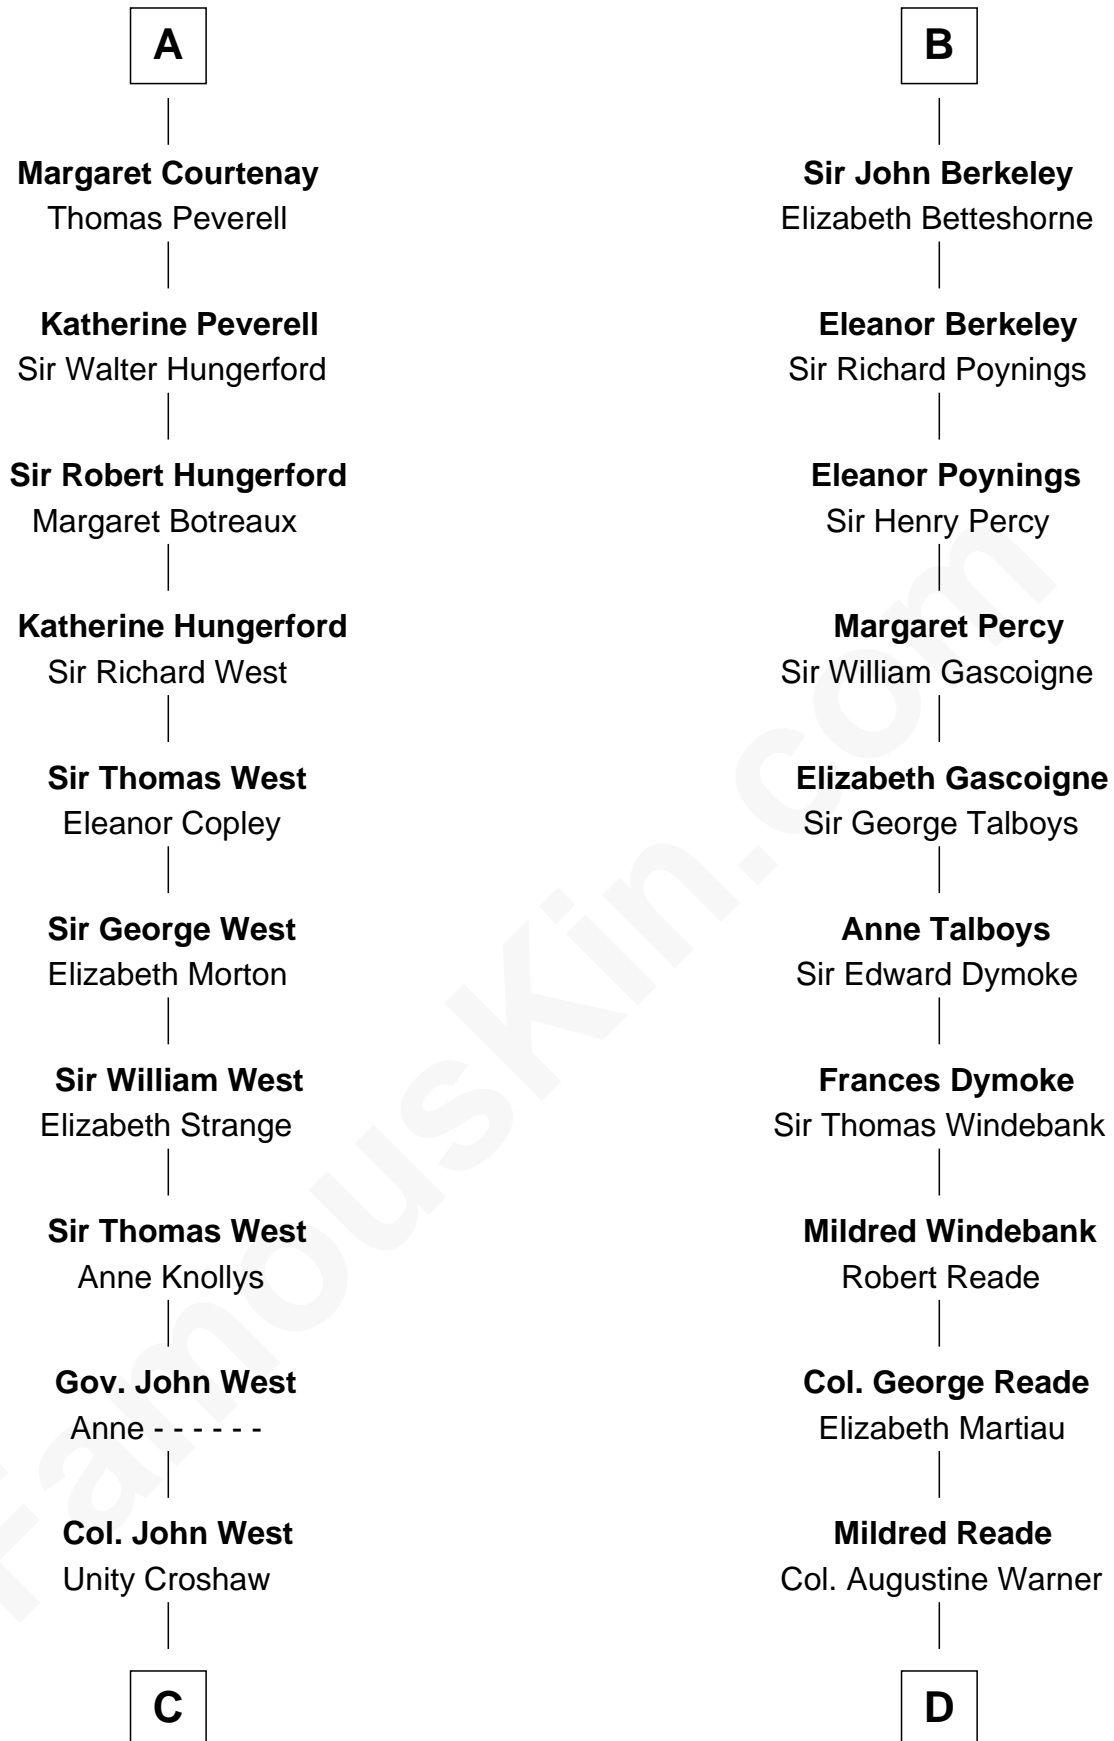 A
Margaret Courtenay
Thomas Peverell
Katherine Peverell
Sir Walter Hungerford
Sir Robert Hungerford
Margaret Botreaux
Katherine Hungerford
Sir Richard West
Sir Thomas West
Eleanor Copley
Sir George West
Elizabeth Morton
Sir William West
Elizabeth Strange
Sir Thomas West
Anne Knollys
Gov. John West
Anne - - - - - -
Col. John West
Unity Croshaw
C
B
Sir John Berkeley
Elizabeth Betteshorne
Eleanor Berkeley
Sir Richard Poynings
Eleanor Poynings
Sir Henry Percy
Margaret Percy
Sir William Gascoigne
Elizabeth Gascoigne
Sir George Talboys
Anne Talboys
Sir Edward Dymoke
Frances Dymoke
Sir Thomas Windebank
Mildred Windebank
Robert Reade
Col. George Reade
Elizabeth Martiau
Mildred Reade
Col. Augustine Warner
D
FamousKin.com